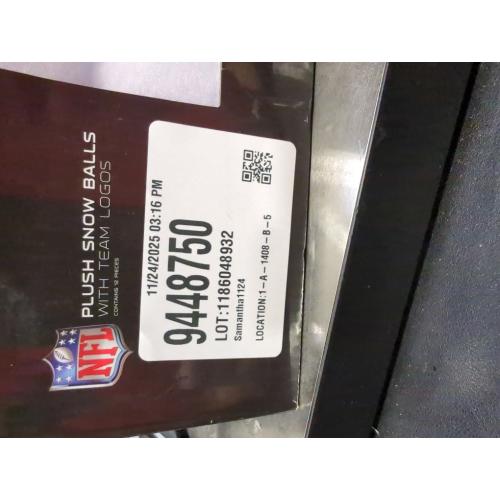 NFL
PLUSH SNOW BALLS
WITH TEAM LOGOS
CONTAINS 12 PIECES
11/24/2025 03:16 PM
9448750
LOT:1186048932
Samantha1124
LOCATION:1-A-1408-B-5